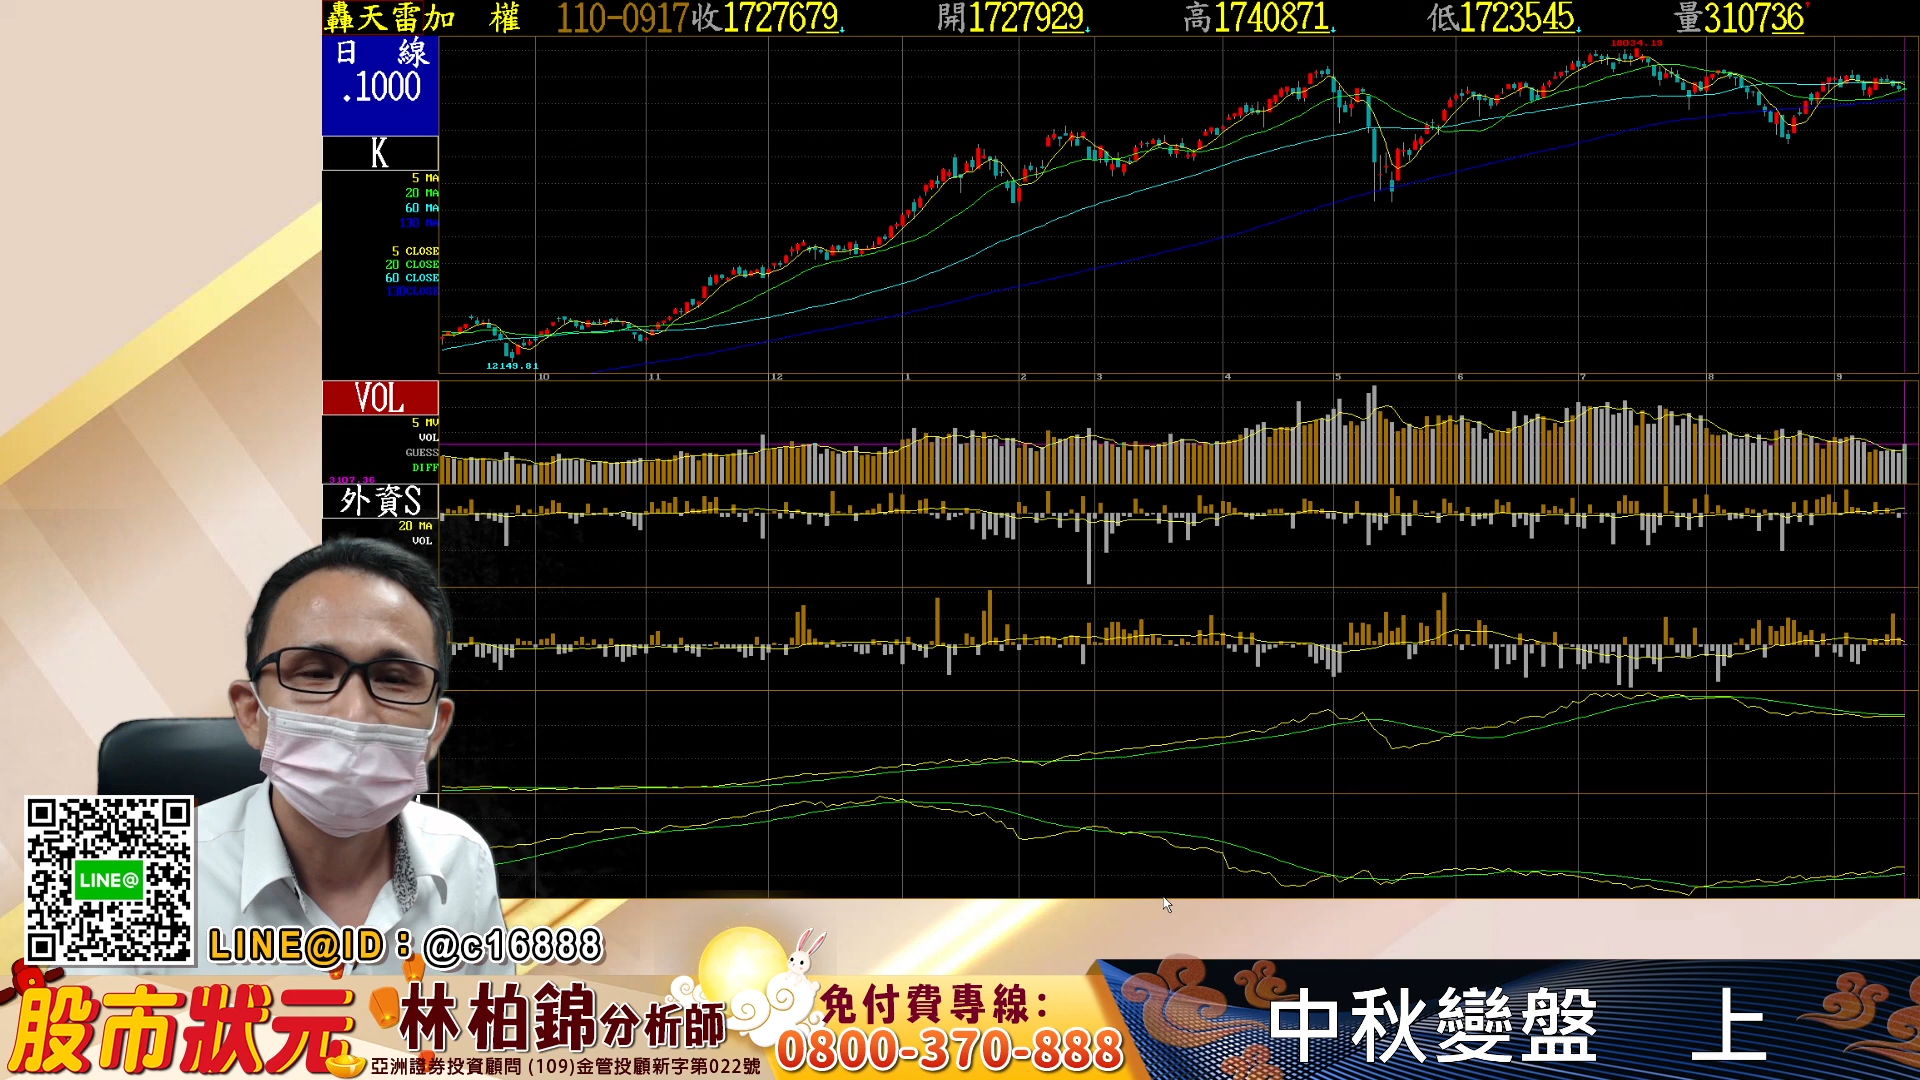 轟天雷加 權 110-0917收1727679 開1727929 高1740871 低1723545 量310736
日 線
.1000
K
5 MA
20 MA
60 MA
130 MA
5 CLOSE
20 CLOSE
60 CLOSE
130CLOSE
18034.19
12149.81
10 11 12 1 2 3 4 5 6 7 8 9
VOL
5 MV
VOL
GUESS
DIFF
3107.36
外資S
20 MA
VOL
LINE@
LINE@ID:@c16888
股市狀元
林柏錦分析師
亞洲證券投資顧問 (109)金管投顧新字第022號
免付費專線:
0800-370-888
中秋變盤 上